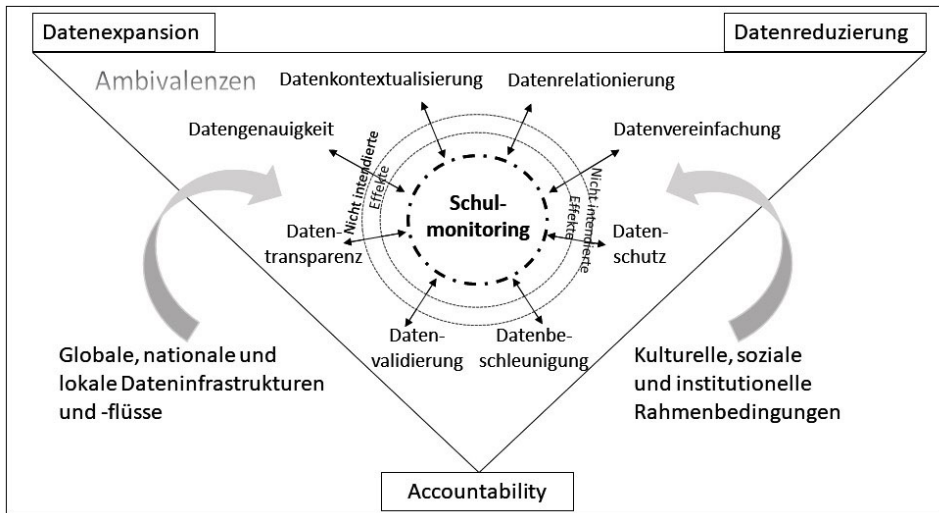 Datenexpansion
Datenreduzierung
Ambivalenzen
Datenkontextualisierung
Datenrelationierung
Datengenauigkeit
Datenvereinfachung
Nicht intendierte
Effekte
Schul-
monitoring
Nicht intendierte
Effekte
Daten-
transparenz
Daten-
schutz
Daten-
validierung
Datenbe-
schleunigung
Globale, nationale und
lokale Dateninfrastrukturen
und -flüsse
Kulturelle, soziale
und institutionelle
Rahmenbedingungen
Accountability